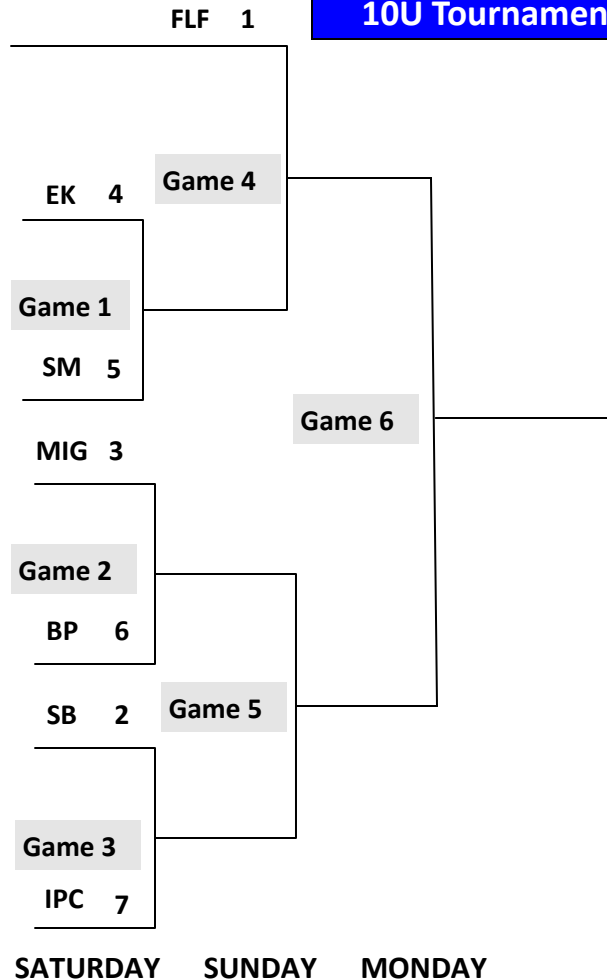 FLF 1
10U Tournamen
EK 4
Game 4
Game 1
SM 5
Game 6
MIG 3
Game 2
BP 6
SB 2
Game 5
Game 3
IPC 7
SATURDAY SUNDAY MONDAY